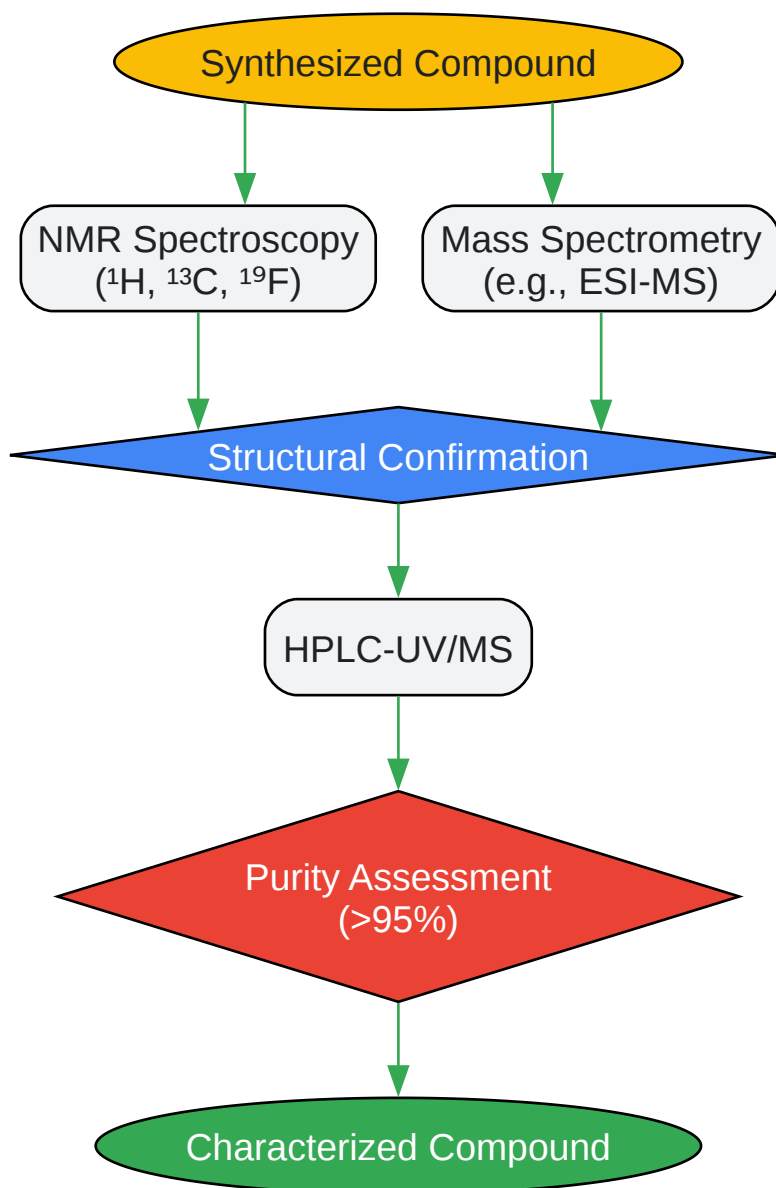 Synthesized Compound
NMR Spectroscopy
(¹H, ¹³C, ¹⁹F)
Mass Spectrometry
(e.g., ESI-MS)
Structural Confirmation
HPLC-UV/MS
Purity Assessment
(>95%)
Characterized Compound